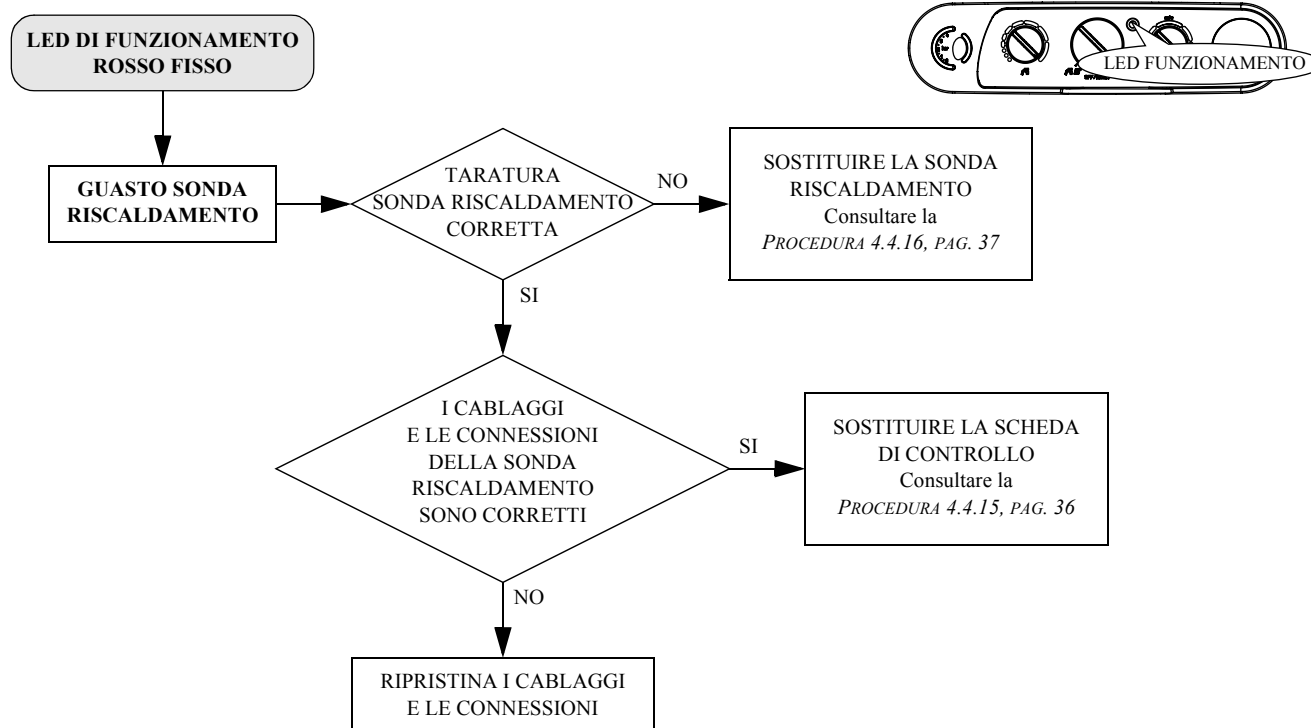 LED DI FUNZIONAMENTO
ROSSO FISSO
LED FUNZIONAMENTO
GUASTO SONDA
RISCALDAMENTO
TARATURA
SONDA RISCALDAMENTO
CORRETTA
NO
SOSTITUIRE LA SONDA
RISCALDAMENTO
Consultare la
PROCEDURA 4.4.16, PAG. 37
SI
I CABLAGGI
E LE CONNESSIONI
DELLA SONDA
RISCALDAMENTO
SONO CORRETTI
SI
SOSTITUIRE LA SCHEDA
DI CONTROLLO
Consultare la
PROCEDURA 4.4.15, PAG. 36
NO
RIPRISTINA I CABLAGGI
E LE CONNESSIONI